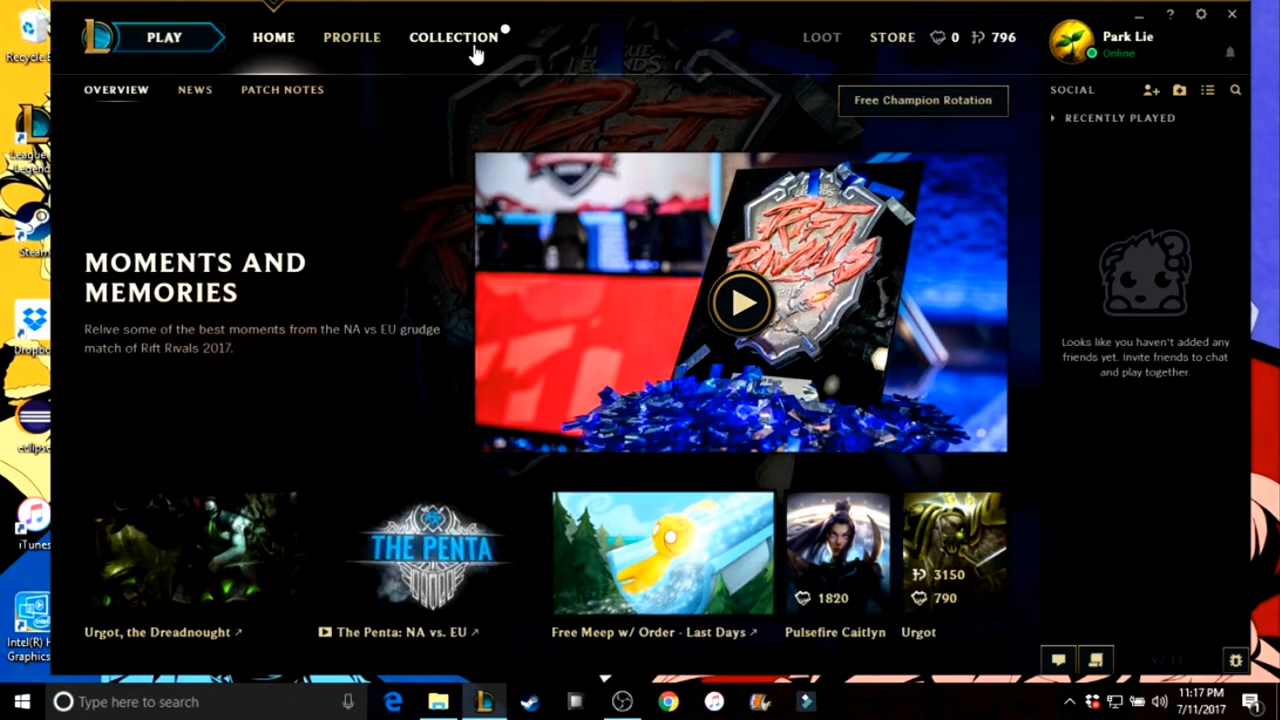 PLAY
HOME
PROFILE
COLLECTION
LOOT
STORE
0
796
Park Lie
Online
OVERVIEW
NEWS
PATCH NOTES
Free Champion Rotation
SOCIAL
RECENTLY PLAYED
RIFT
RIVALS
MOMENTS AND
MEMORIES
Relive some of the best moments from the NA vs EU grudge
match of Rift Rivals 2017.
Looks like you haven't added any
friends yet. Invite friends to chat
and play together.
THE PENTA
1820
3150
790
Urgot, the Dreadnought
The Penta: NA vs. EU
Free Meep w/ Order - Last Days
Pulsefire Caitlyn
Urgot
Steam
eclipse
iTunes
Intel(R) H
Graphics
Type here to search
11:17 PM
7/11/2017
1